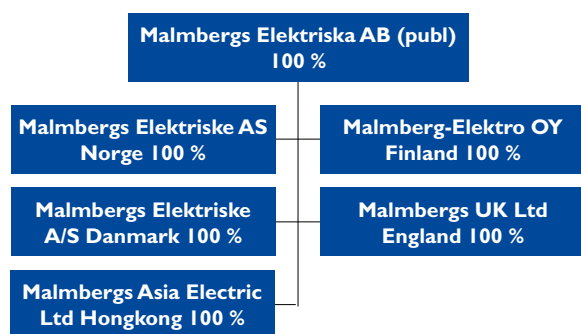 Malmbergs Elektriska AB (publ)
100 %
Malmbergs Elektriske AS
Norge 100 %
Malmberg-Elektro OY
Finland 100 %
Malmbergs Elektriske
A/S Danmark 100 %
Malmbergs UK Ltd
England 100 %
Malmbergs Asia Electric
Ltd Hongkong 100 %